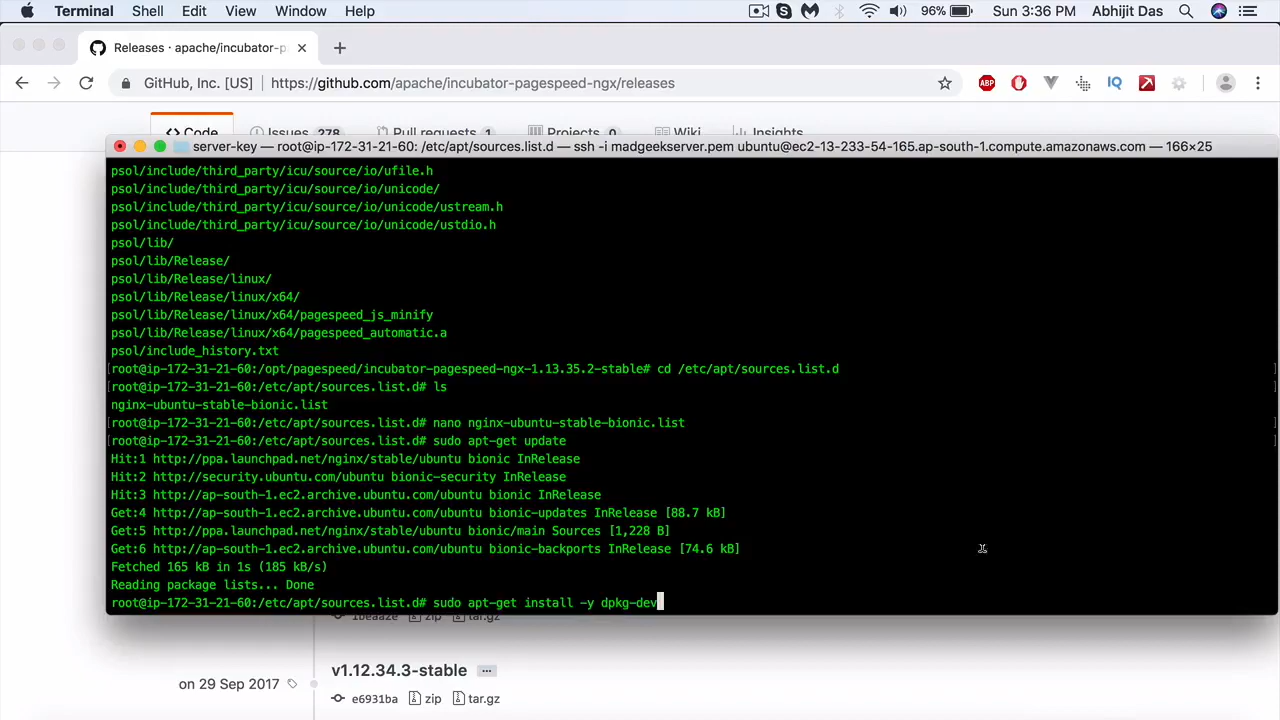 Terminal Shell Edit View Window Help 96% Sun 3:36 PM Abhijit Das
Releases · apache/incubator-p
GitHub, Inc. [US] | https://github.com/apache/incubator-pagespeed-ngx/releases
ABP IQ
<> Code Issues 278 Pull requests 1 Projects 0 Wiki Insights
server-key — root@ip-172-31-21-60: /etc/apt/sources.list.d — ssh -i madgeekserver.pem ubuntu@ec2-13-233-54-165.ap-south-1.compute.amazonaws.com — 166×25
psol/include/third_party/icu/source/io/ufile.h
psol/include/third_party/icu/source/io/unicode/
psol/include/third_party/icu/source/io/unicode/ustream.h
psol/include/third_party/icu/source/io/unicode/ustdio.h
psol/lib/
psol/lib/Release/
psol/lib/Release/linux/
psol/lib/Release/linux/x64/
psol/lib/Release/linux/x64/pagespeed_js_minify
psol/lib/Release/linux/x64/pagespeed_automatic.a
psol/include_history.txt
[root@ip-172-31-21-60:/opt/pagespeed/incubator-pagespeed-ngx-1.13.35.2-stable# cd /etc/apt/sources.list.d ]
[root@ip-172-31-21-60:/etc/apt/sources.list.d# ls ]
nginx-ubuntu-stable-bionic.list
[root@ip-172-31-21-60:/etc/apt/sources.list.d# nano nginx-ubuntu-stable-bionic.list ]
[root@ip-172-31-21-60:/etc/apt/sources.list.d# sudo apt-get update ]
Hit:1 http://ppa.launchpad.net/nginx/stable/ubuntu bionic InRelease
Hit:2 http://security.ubuntu.com/ubuntu bionic-security InRelease
Hit:3 http://ap-south-1.ec2.archive.ubuntu.com/ubuntu bionic InRelease
Get:4 http://ap-south-1.ec2.archive.ubuntu.com/ubuntu bionic-updates InRelease [88.7 kB]
Get:5 http://ppa.launchpad.net/nginx/stable/ubuntu bionic/main Sources [1,228 B]
Get:6 http://ap-south-1.ec2.archive.ubuntu.com/ubuntu bionic-backports InRelease [74.6 kB]
Fetched 165 kB in 1s (185 kB/s)
Reading package lists... Done
root@ip-172-31-21-60:/etc/apt/sources.list.d# sudo apt-get install -y dpkg-dev
zip tar.gz
v1.12.34.3-stable ...
on 29 Sep 2017
e6931ba zip tar.gz